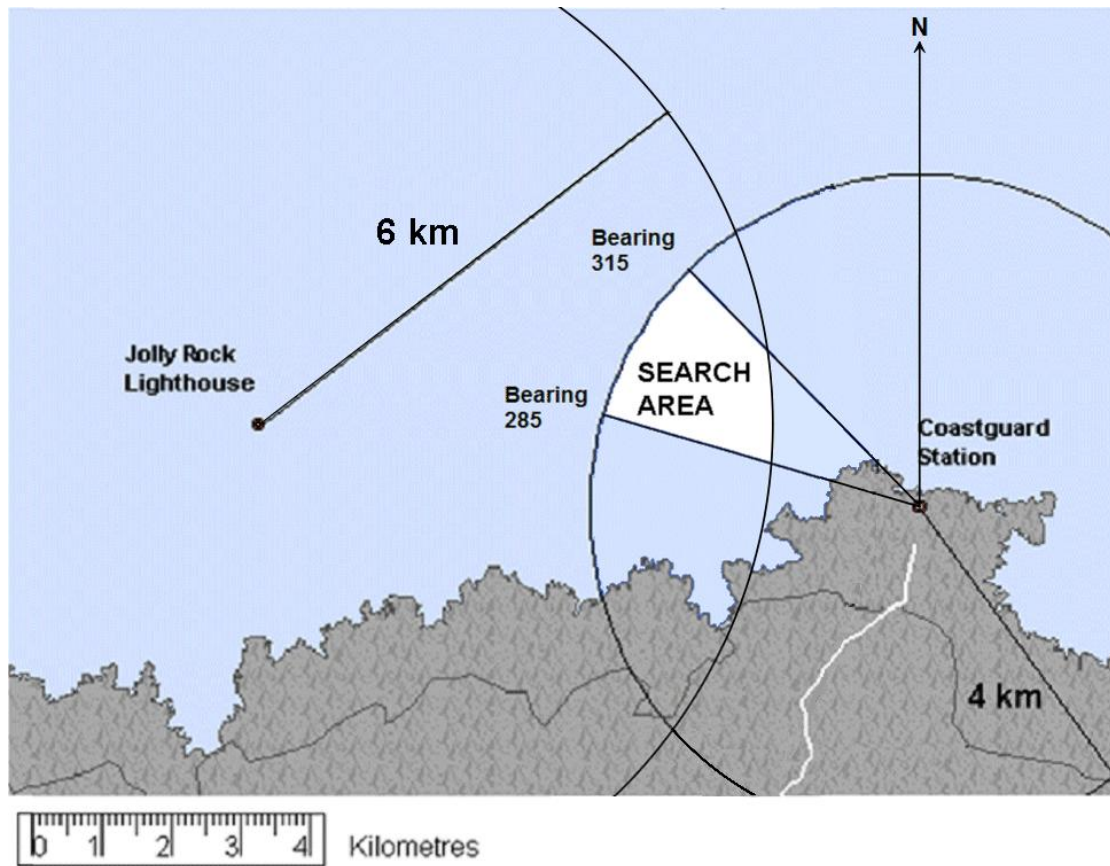 N
6 km
Bearing
315
Jolly Rock
Lighthouse
SEARCH
AREA
Bearing
285
Coastguard
Station
4 km
0 1 2 3 4 Kilometres